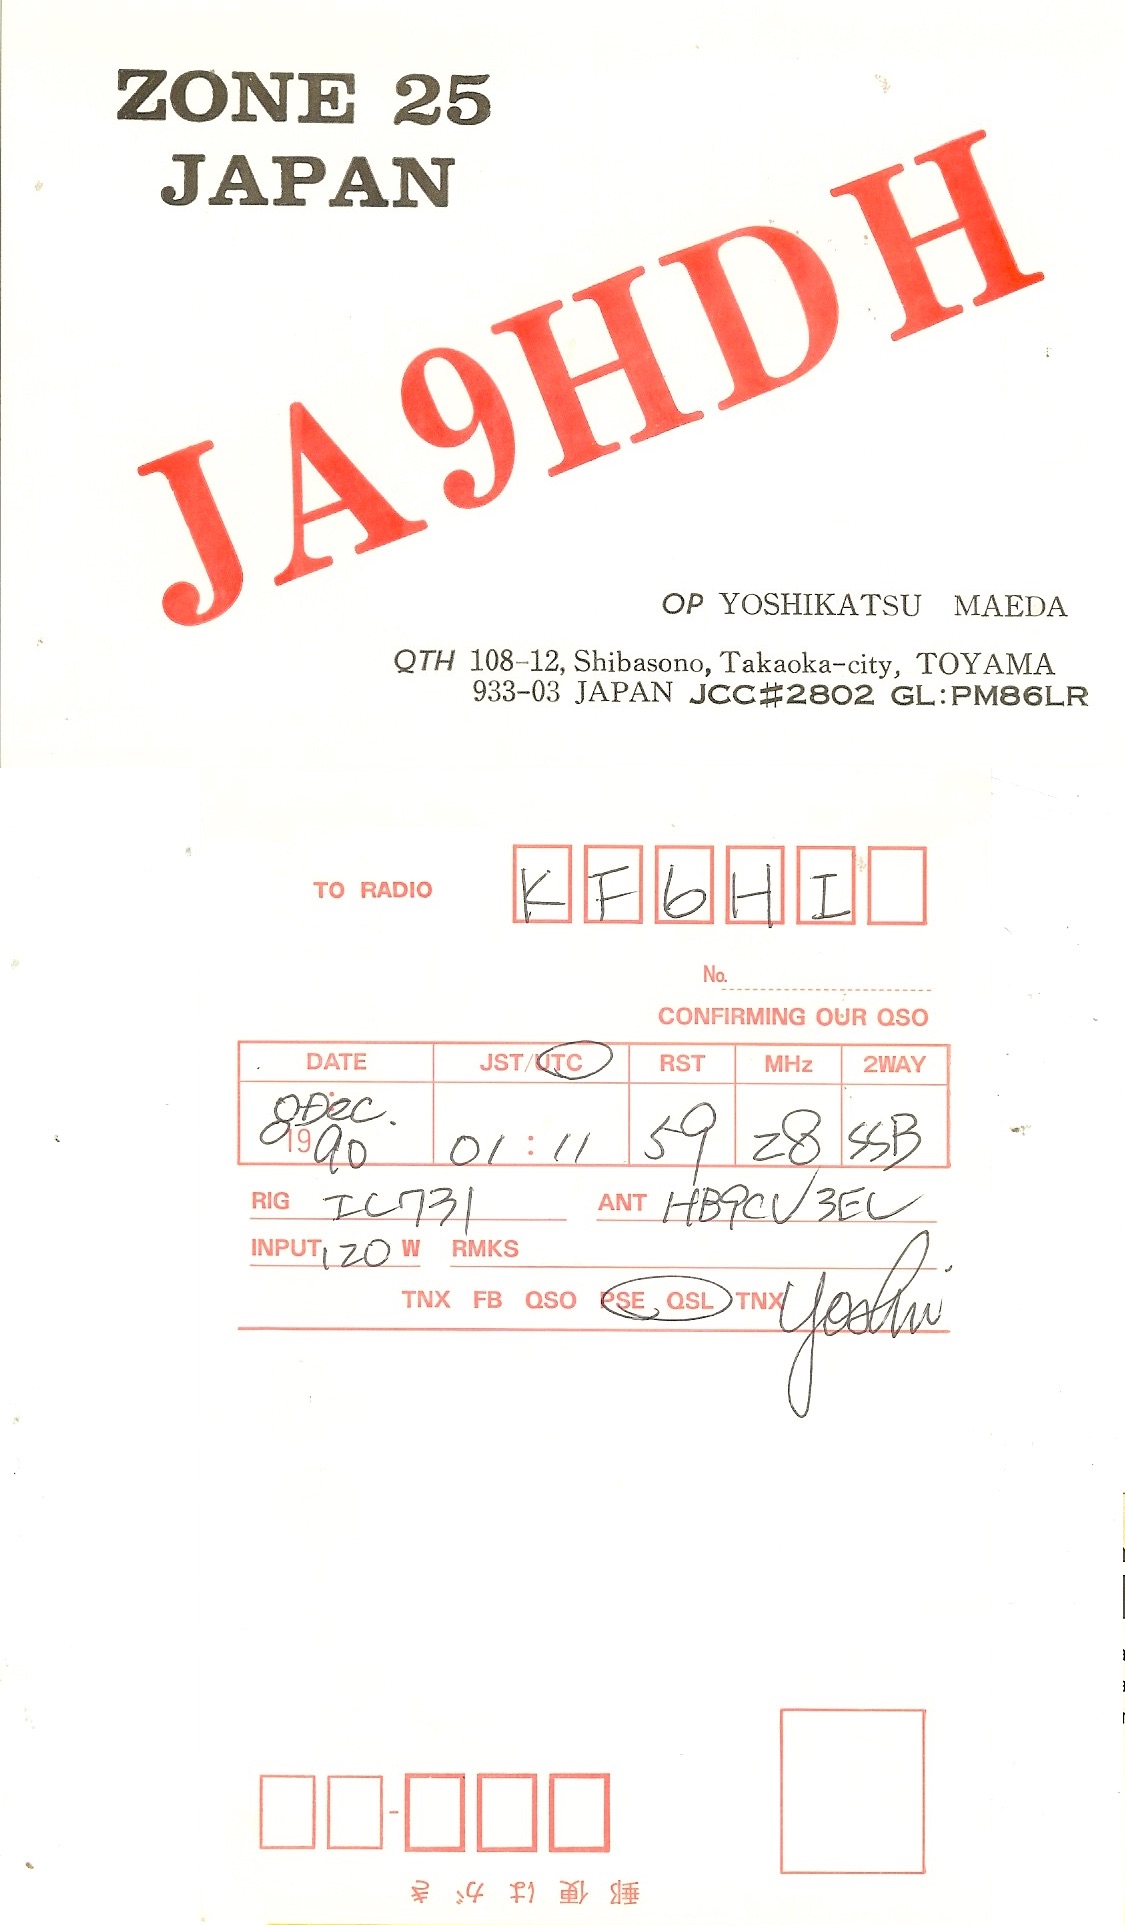 ZONE 25
JAPAN
JA9HDH
OP YOSHIKATSU MAEDA
QTH 108-12, Shibasono, Takaoka-city, TOYAMA
933-03 JAPAN JCC#2802 GL:PM86LR
TO RADIO KF6HI
No.
CONFIRMING OUR QSO
DATE JST/UTC RST MHz 2WAY
8 Dec.
1990 01:11 59 28 SSB
RIG IC731 ANT HB9CV 3EL
INPUT 120 W RMKS
TNX FB QSO PSE QSL TNX Yoshi
-
郵便はがき